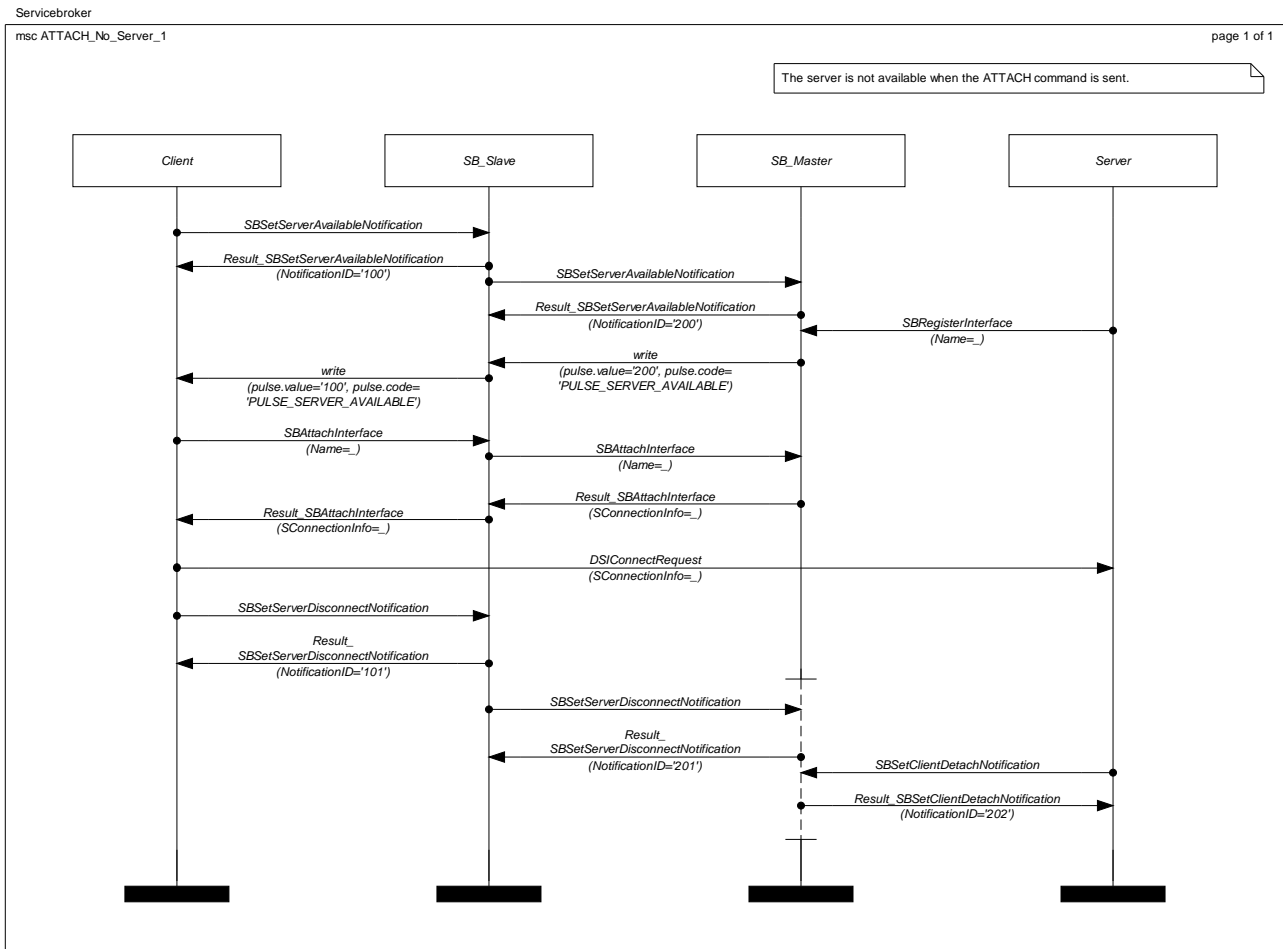 Servicebroker
msc ATTACH_No_Server_1
page 1 of 1
The server is not available when the ATTACH command is sent.
Client
SB_Slave
SB_Master
Server
SBSetServerAvailableNotification
Result_SBSetServerAvailableNotification
(NotificationID='100')
SBSetServerAvailableNotification
Result_SBSetServerAvailableNotification
(NotificationID='200')
SBRegisterInterface
(Name=_)
write
(pulse.value='200', pulse.code=
'PULSE_SERVER_AVAILABLE')
write
(pulse.value='100', pulse.code=
'PULSE_SERVER_AVAILABLE')
SBAttachInterface
(Name=_)
SBAttachInterface
(Name=_)
Result_SBAttachInterface
(SConnectionInfo=_)
Result_SBAttachInterface
(SConnectionInfo=_)
DSIConnectRequest
(SConnectionInfo=_)
SBSetServerDisconnectNotification
Result_
SBSetServerDisconnectNotification
(NotificationID='101')
SBSetServerDisconnectNotification
Result_
SBSetServerDisconnectNotification
(NotificationID='201')
SBSetClientDetachNotification
Result_SBSetClientDetachNotification
(NotificationID='202')